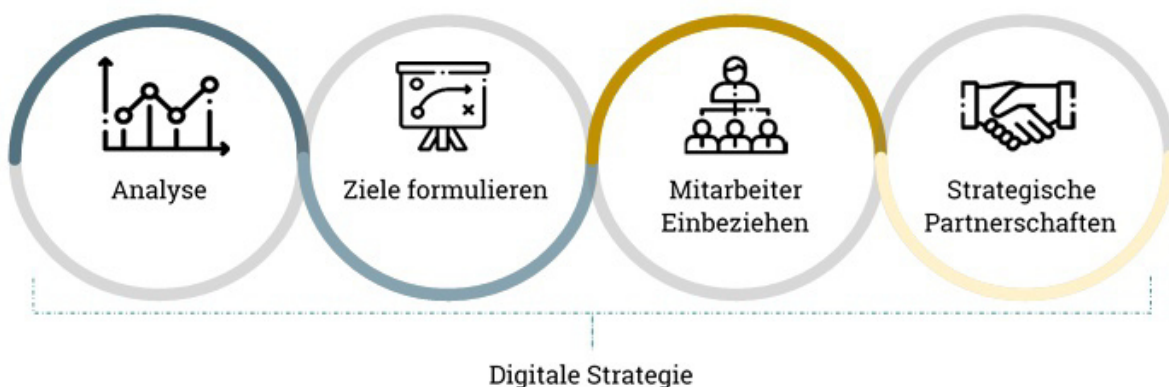 Analyse
Ziele formulieren
Mitarbeiter
Einbeziehen
Strategische
Partnerschaften
Digitale Strategie